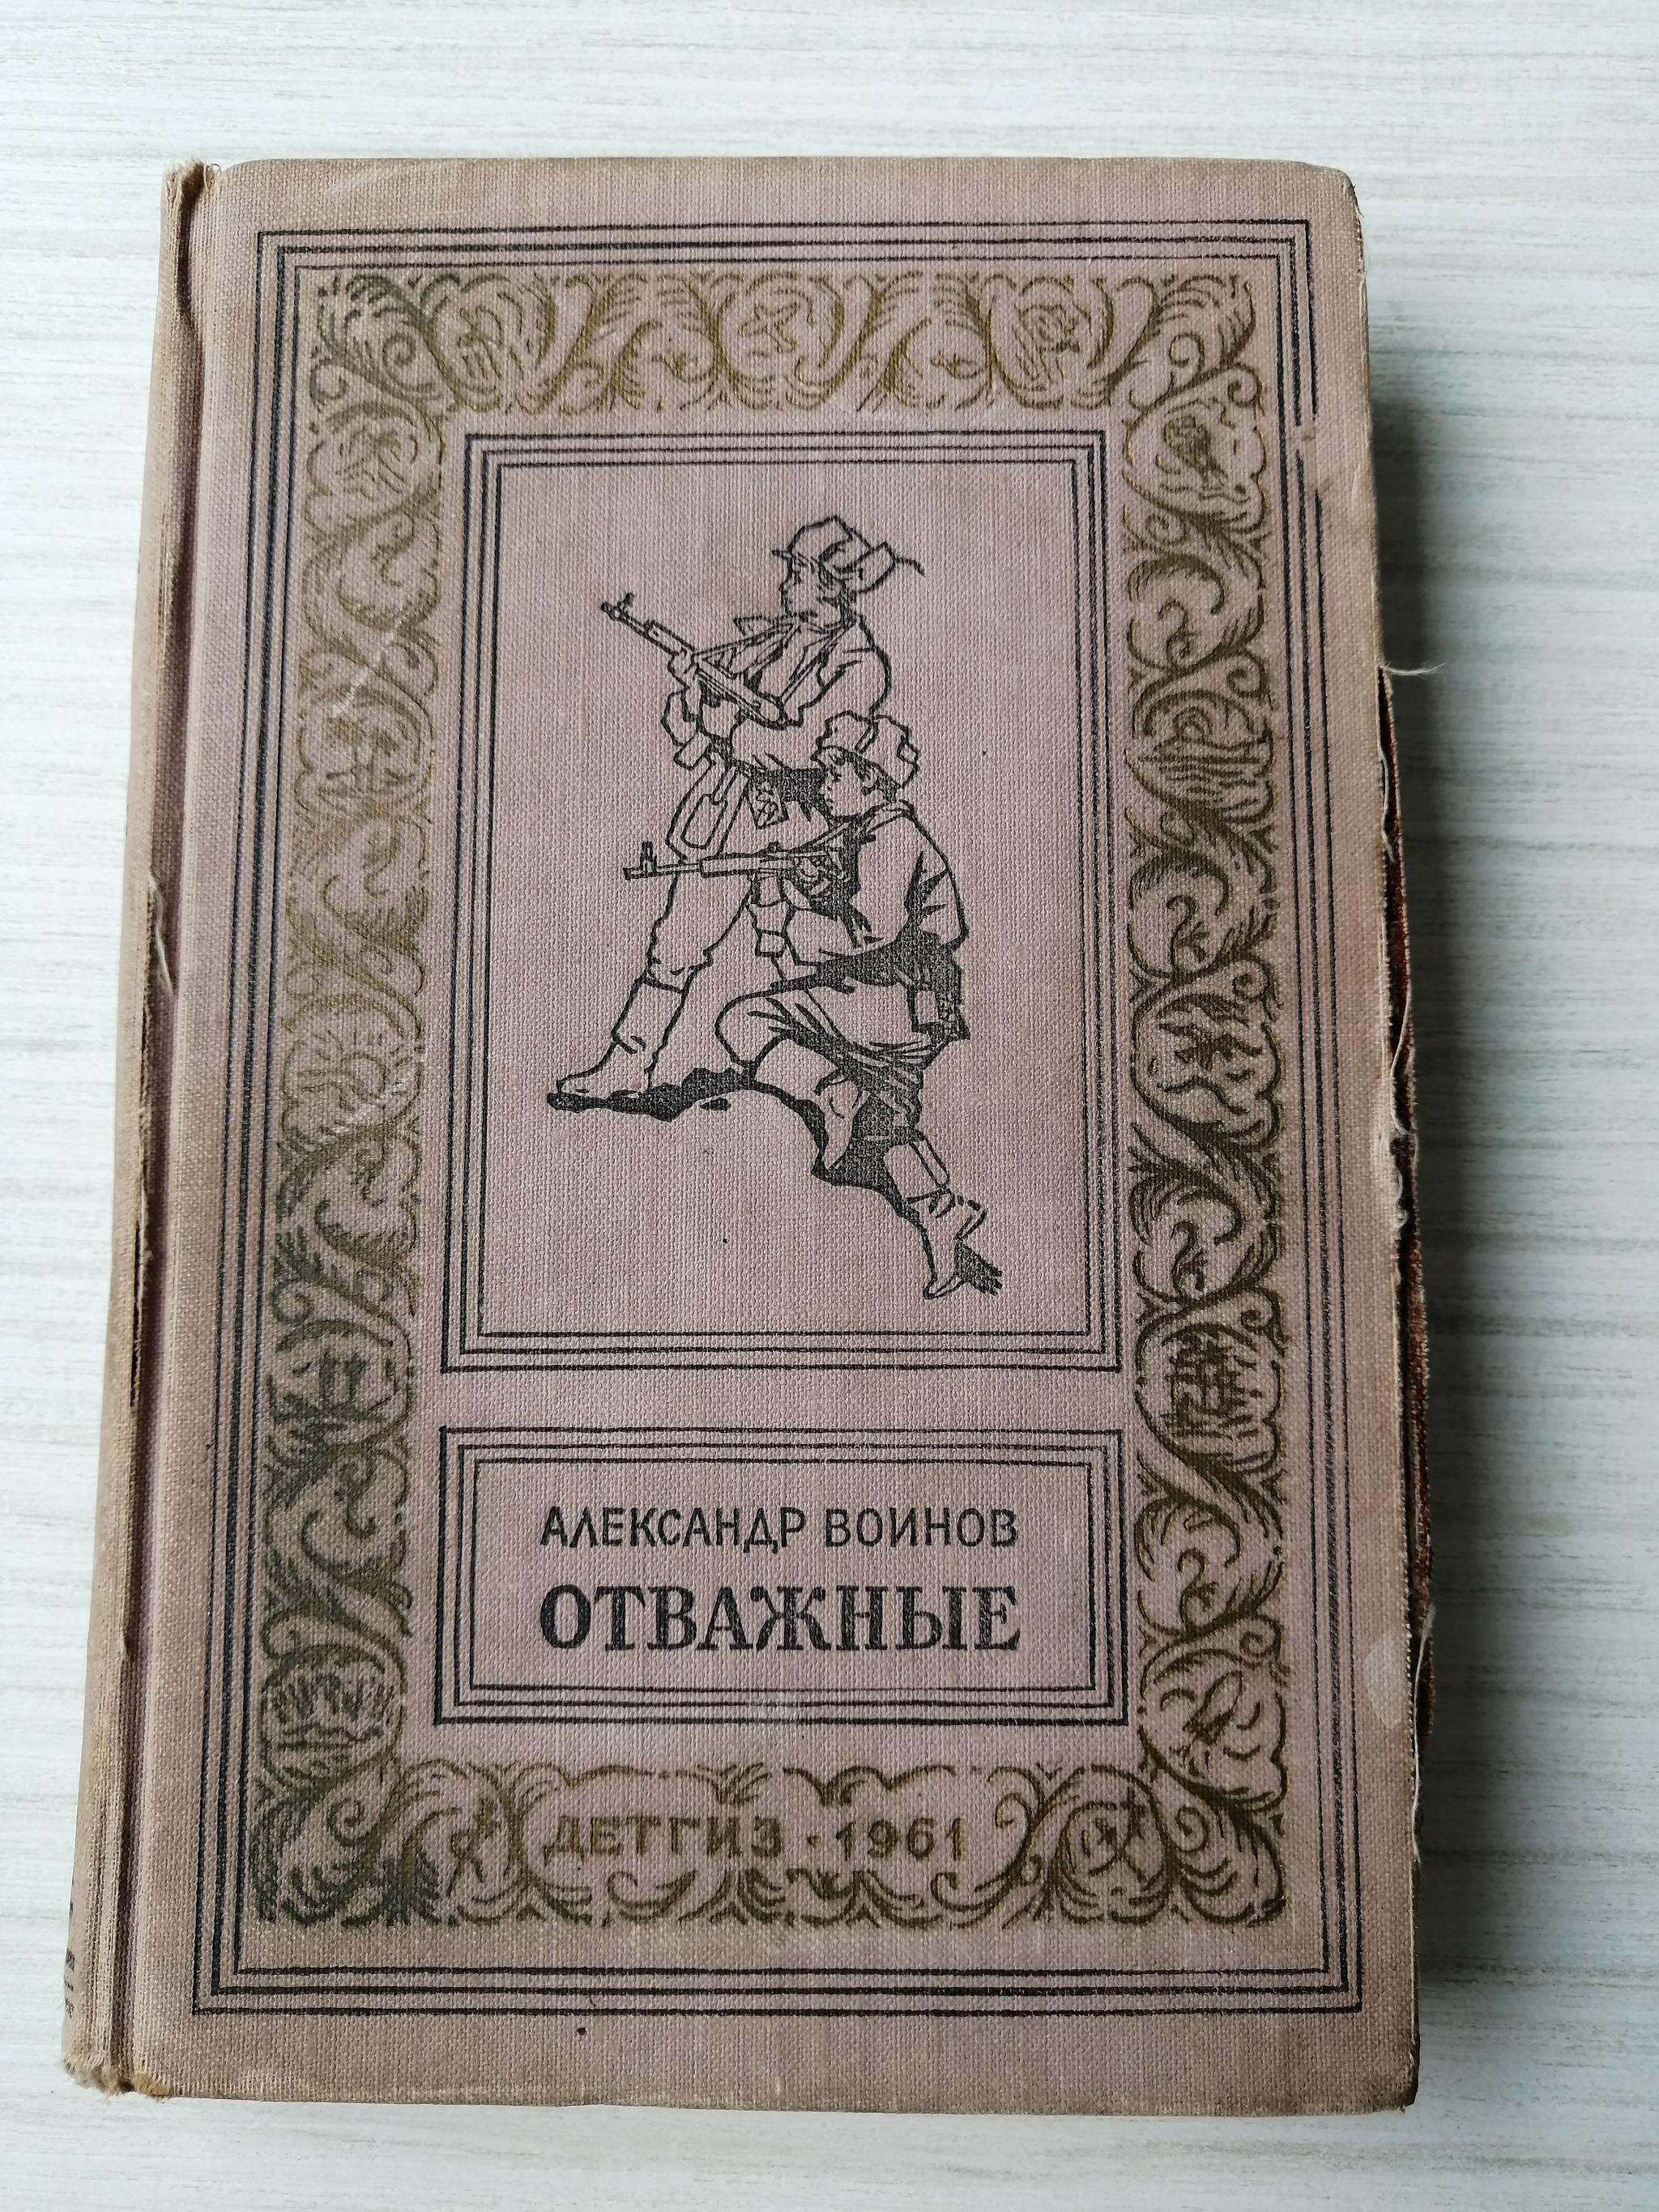 АЛЕКСАНДР ВОИНОВ
ОТВАЖНЫЕ
ДЕТГИЗ · 1961